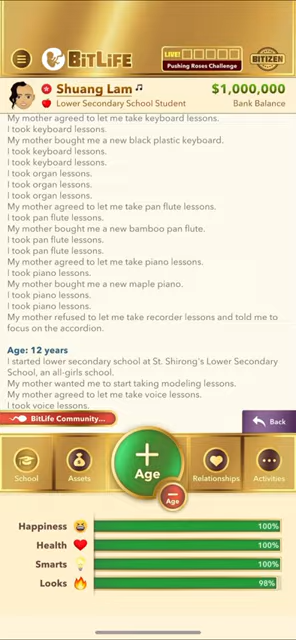 BitLife
LIVE!
Pushing Roses Challenge
BITIZEN
Shuang Lam
$1,000,000
Lower Secondary School Student
Bank Balance
My mother agreed to let me take keyboard lessons.
I took keyboard lessons.
My mother bought me a new black plastic keyboard.
I took keyboard lessons.
I took keyboard lessons.
I took organ lessons.
I took organ lessons.
I took organ lessons.
My mother agreed to let me take pan flute lessons.
I took pan flute lessons.
My mother bought me a new bamboo pan flute.
I took pan flute lessons.
I took pan flute lessons.
My mother agreed to let me take piano lessons.
I took piano lessons.
My mother bought me a new maple piano.
I took piano lessons.
I took piano lessons.
My mother refused to let me take recorder lessons and told me to
focus on the accordion.
Age: 12 years
I started lower secondary school at St. Shirong's Lower Secondary
School, an all-girls school.
My mother wanted me to start taking modeling lessons.
My mother agreed to let me take voice lessons.
I took voice lessons.
BitLife Community...
Back
School
Assets
Age
Age
Relationships
Activities
Happiness
100%
Health
100%
Smarts
100%
Looks
98%